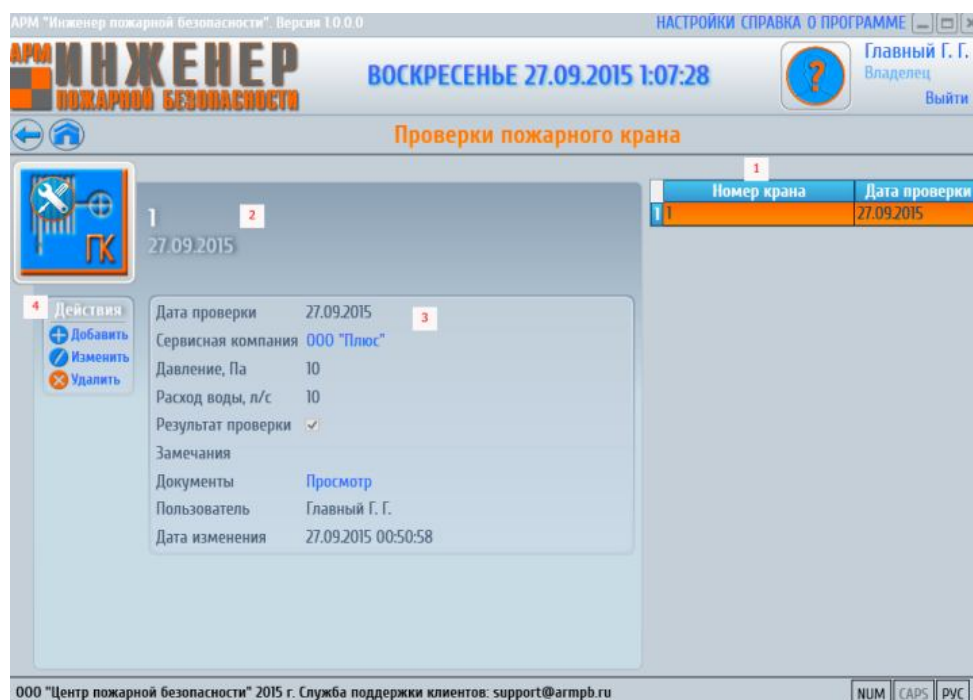 АРМ "Инженер пожарной безопасности". Версия 1.0.0.0
НАСТРОЙКИ СПРАВКА О ПРОГРАММЕ
АРМ ИНЖЕНЕР
ПОЖАРНОЙ БЕЗОПАСНОСТИ
ВОСКРЕСЕНЬЕ 27.09.2015 1:07:28
?
Главный Г. Г.
Владелец
Выйти
Проверки пожарного крана
1
Номер крана Дата проверки
1 1 27.09.2015
ПК
1
2
27.09.2015
4
Действия
Добавить
Изменить
Удалить
Дата проверки 27.09.2015
3
Сервисная компания ООО "Плюс"
Давление, Па 10
Расход воды, л/с 10
Результат проверки
Замечания
Документы Просмотр
Пользователь Главный Г. Г.
Дата изменения 27.09.2015 00:50:58
ООО "Центр пожарной безопасности" 2015 г. Служба поддержки клиентов: support@armpb.ru
NUM CAPS РУС